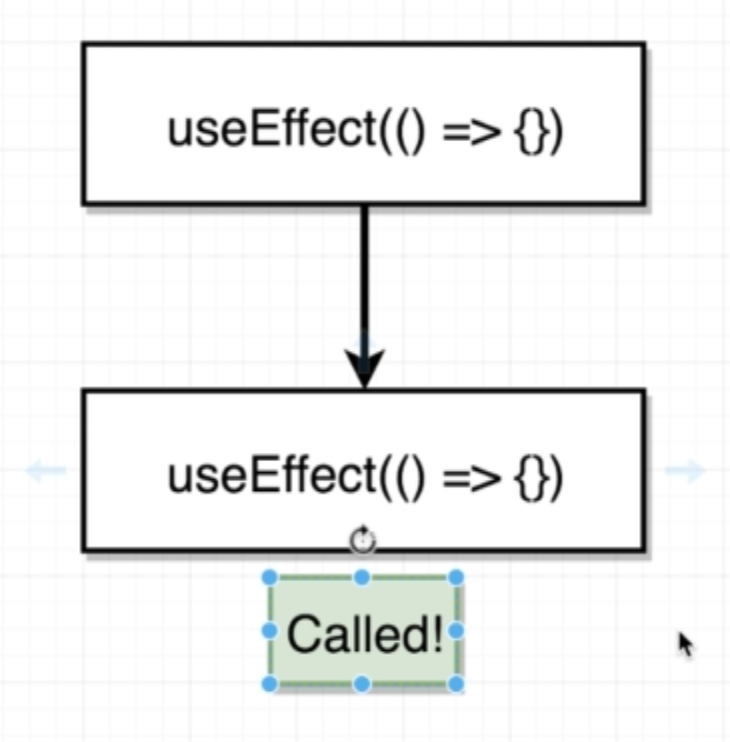 useEffect(() => {})
useEffect(() => {})
Called!